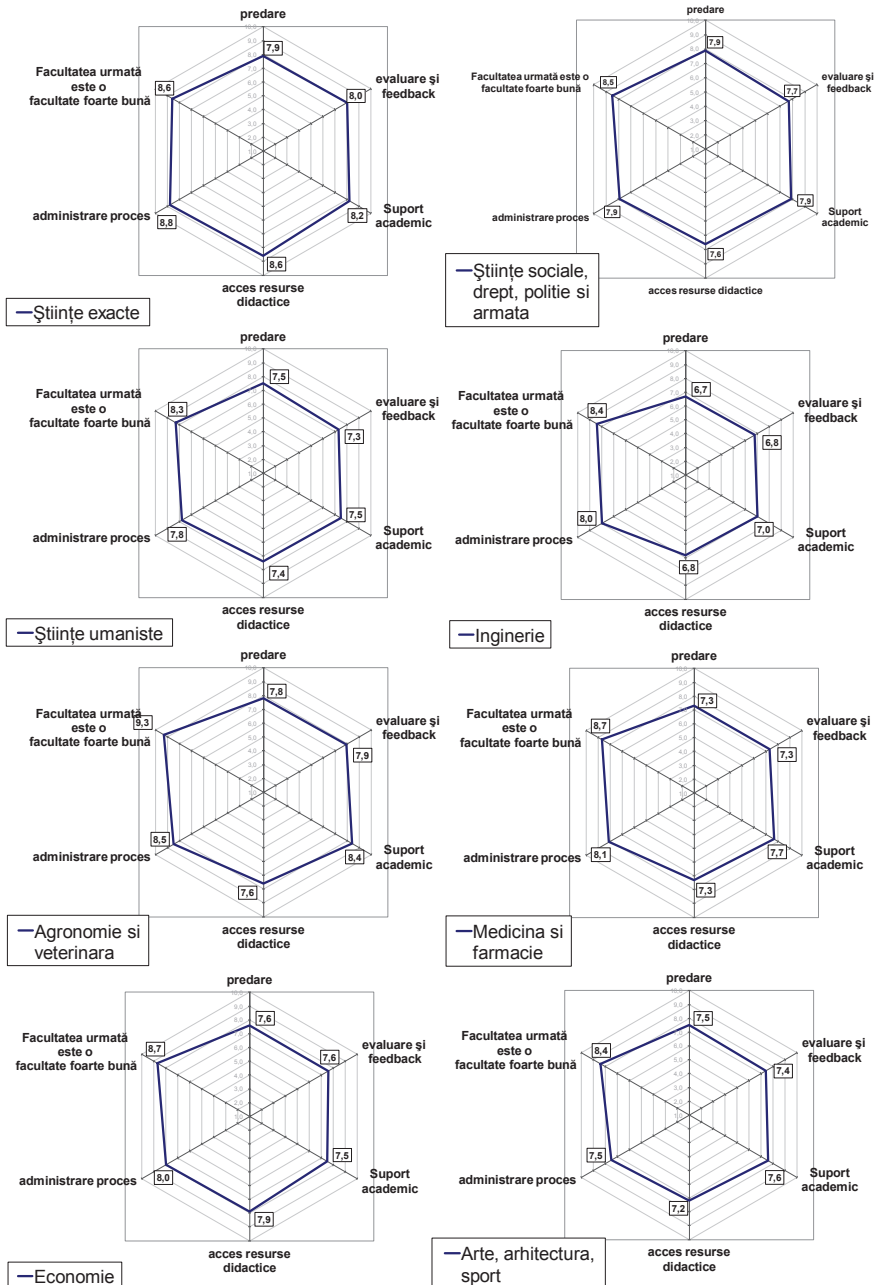 predare
7,9
Facultatea urmată
este o
facultate foarte bună
8,6
evaluare şi
feedback
8,0
administrare proces
8,8
Suport
academic
8,2
8,6
acces resurse
didactice
Ştiințe exacte
predare
7,9
Facultatea urmată este o
facultate foarte bună
8,5
evaluare şi
feedback
7,7
administrare proces
7,9
Suport
academic
7,9
7,6
acces resurse didactice
Ştiințe sociale,
drept, politie si
armata
predare
7,5
Facultatea urmată
este o
facultate foarte bună
8,3
evaluare şi
feedback
7,3
administrare proces
7,8
Suport
academic
7,5
7,4
acces resurse
didactice
Ştiințe umaniste
predare
6,7
Facultatea urmată
este o
facultate foarte bună
8,4
evaluare şi
feedback
6,8
administrare proces
8,0
Suport
academic
7,0
6,8
acces resurse
didactice
Inginerie
predare
7,8
Facultatea urmată
este o
facultate foarte bună
9,3
evaluare şi
feedback
7,9
administrare proces
8,5
Suport
academic
8,4
7,6
acces resurse
didactice
Agronomie si
veterinara
predare
7,3
Facultatea urmată
este o
facultate foarte bună
8,7
evaluare şi
feedback
7,3
administrare proces
8,1
Suport
academic
7,7
7,3
acces resurse
didactice
Medicina si
farmacie
predare
7,6
Facultatea urmată
este o
facultate foarte bună
8,7
evaluare şi
feedback
7,6
administrare proces
8,0
Suport
academic
7,5
7,9
acces resurse
didactice
Economie
predare
7,5
Facultatea urmată
este o
facultate foarte bună
8,4
evaluare şi
feedback
7,4
administrare proces
7,5
Suport
academic
7,6
7,2
acces resurse
didactice
Arte, arhitectura,
sport